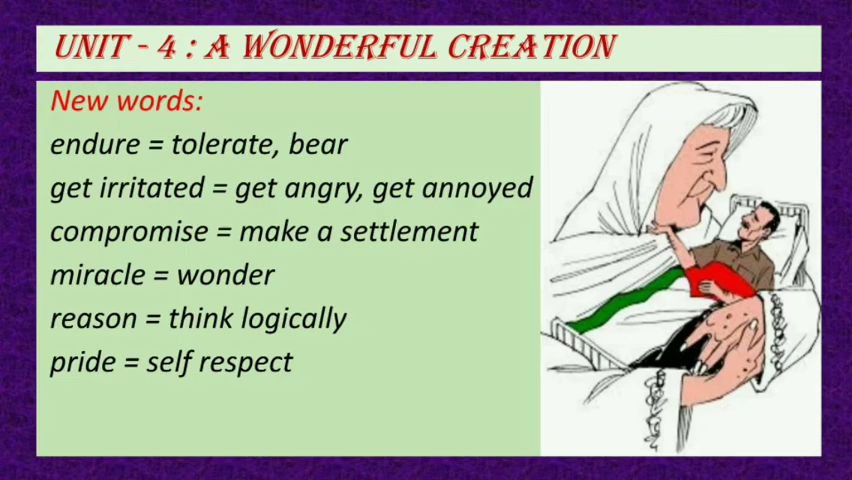 UNIT - 4 : A WONDERFUL CREATION
New words:
endure = tolerate, bear
get irritated = get angry, get annoyed
compromise = make a settlement
miracle = wonder
reason = think logically
pride = self respect